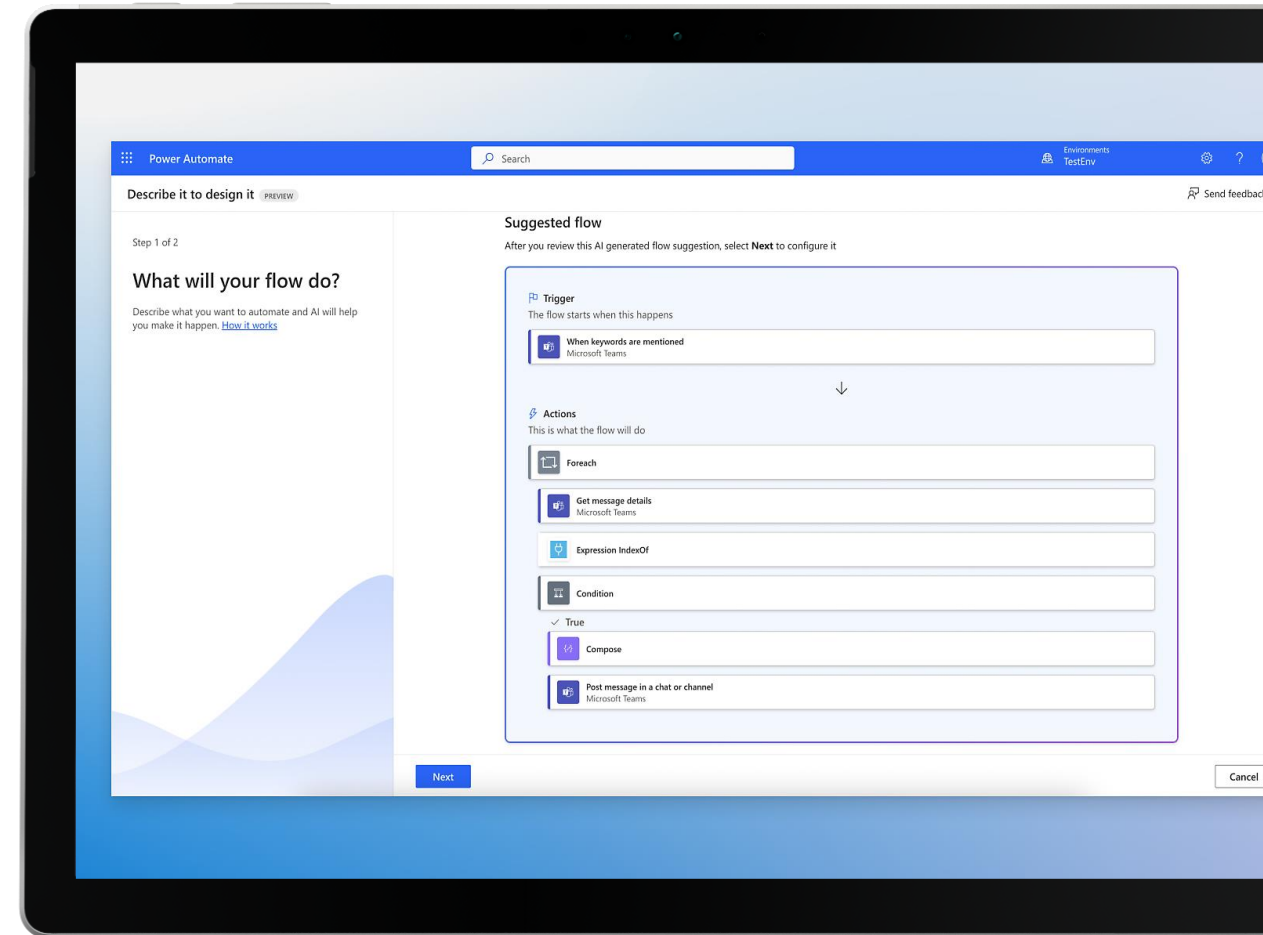 Power Automate
Search
Environments
TestEnv
?
Describe it to design it PREVIEW
Send feedback
Step 1 of 2
What will your flow do?
Describe what you want to automate and AI will help
you make it happen. How it works
Suggested flow
After you review this AI generated flow suggestion, select Next to configure it
Trigger
The flow starts when this happens
When keywords are mentioned
Microsoft Teams
Actions
This is what the flow will do
Foreach
Get message details
Microsoft Teams
Expression IndexOf
Condition
True
Compose
Post message in a chat or channel
Microsoft Teams
Next
Cancel